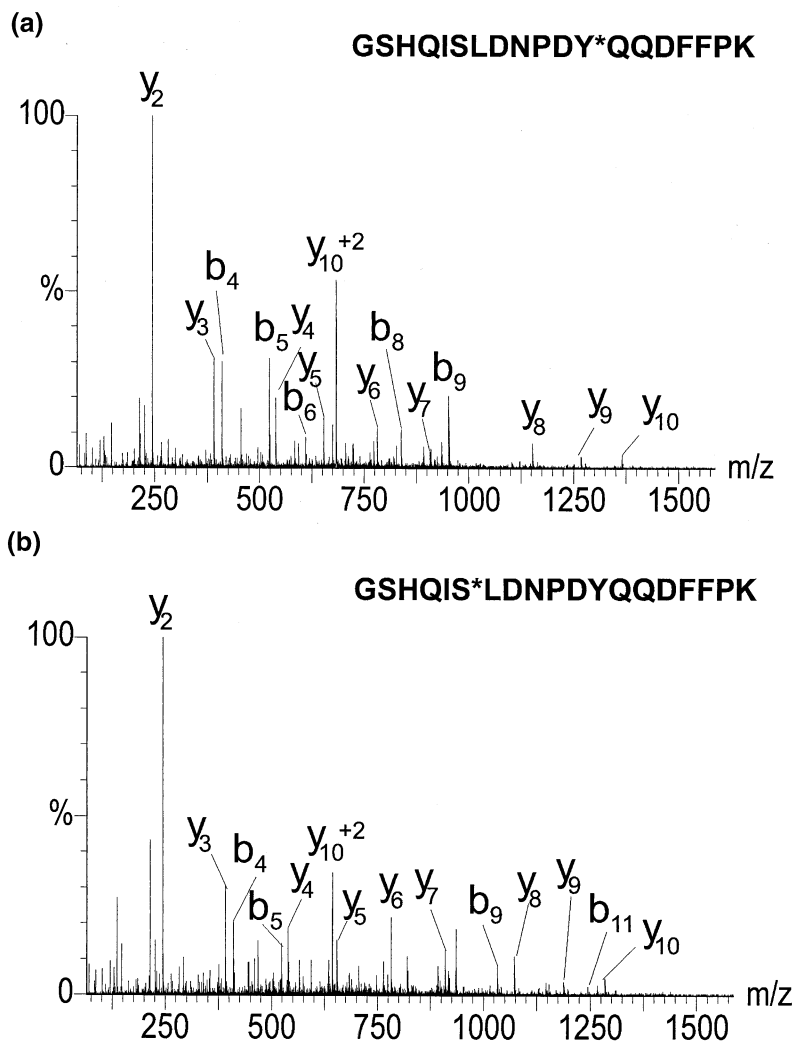 (a)
GSHQISLDNPDY*QQDFFPK
y2
100
y10+2
b4
%
y3
b5
y4
b8
y5
y6
b9
b6
y7
y8
y9
y10
0
m/z
250 500 750 1000 1250 1500
(b)
GSHQIS*LDNPDYQQDFFPK
y2
100
%
y3
y10+2
b4
y4
y6
y7
y9
b5
y5
b9
y8
b11
y10
0
m/z
250 500 750 1000 1250 1500